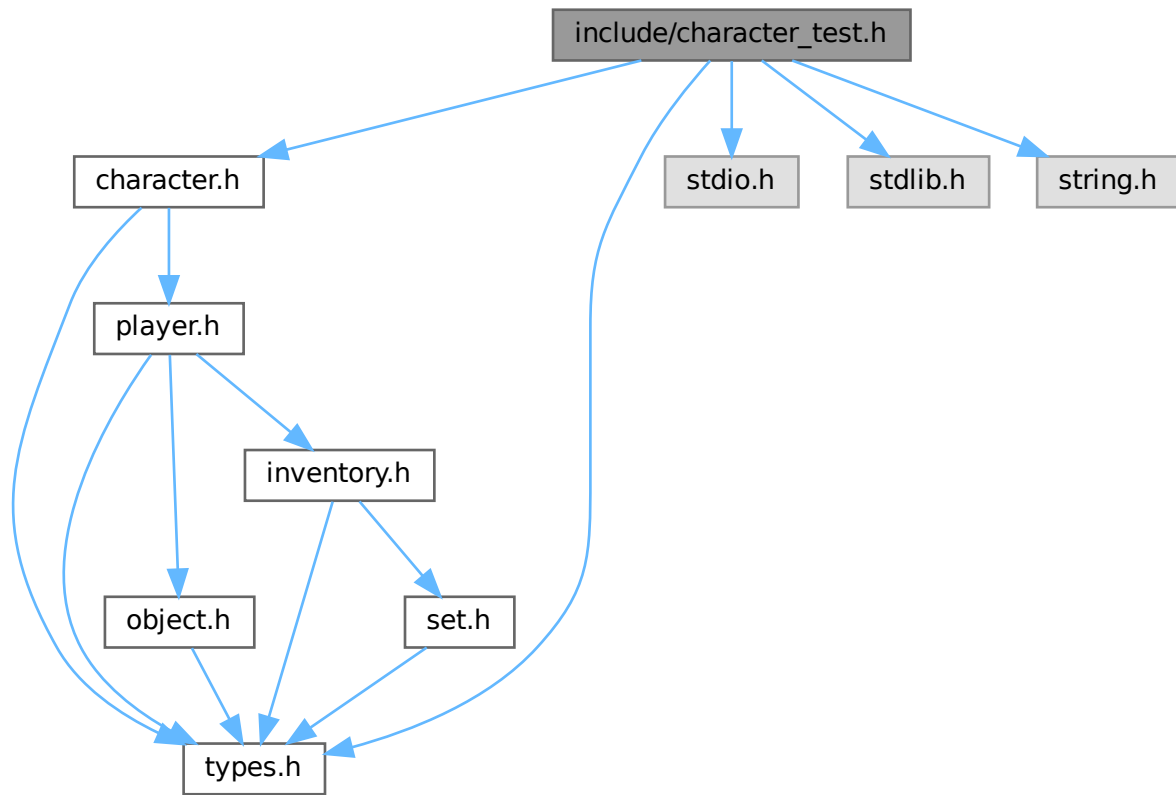 include/character_test.h
character.h
stdio.h
stdlib.h
string.h
player.h
inventory.h
object.h
set.h
types.h